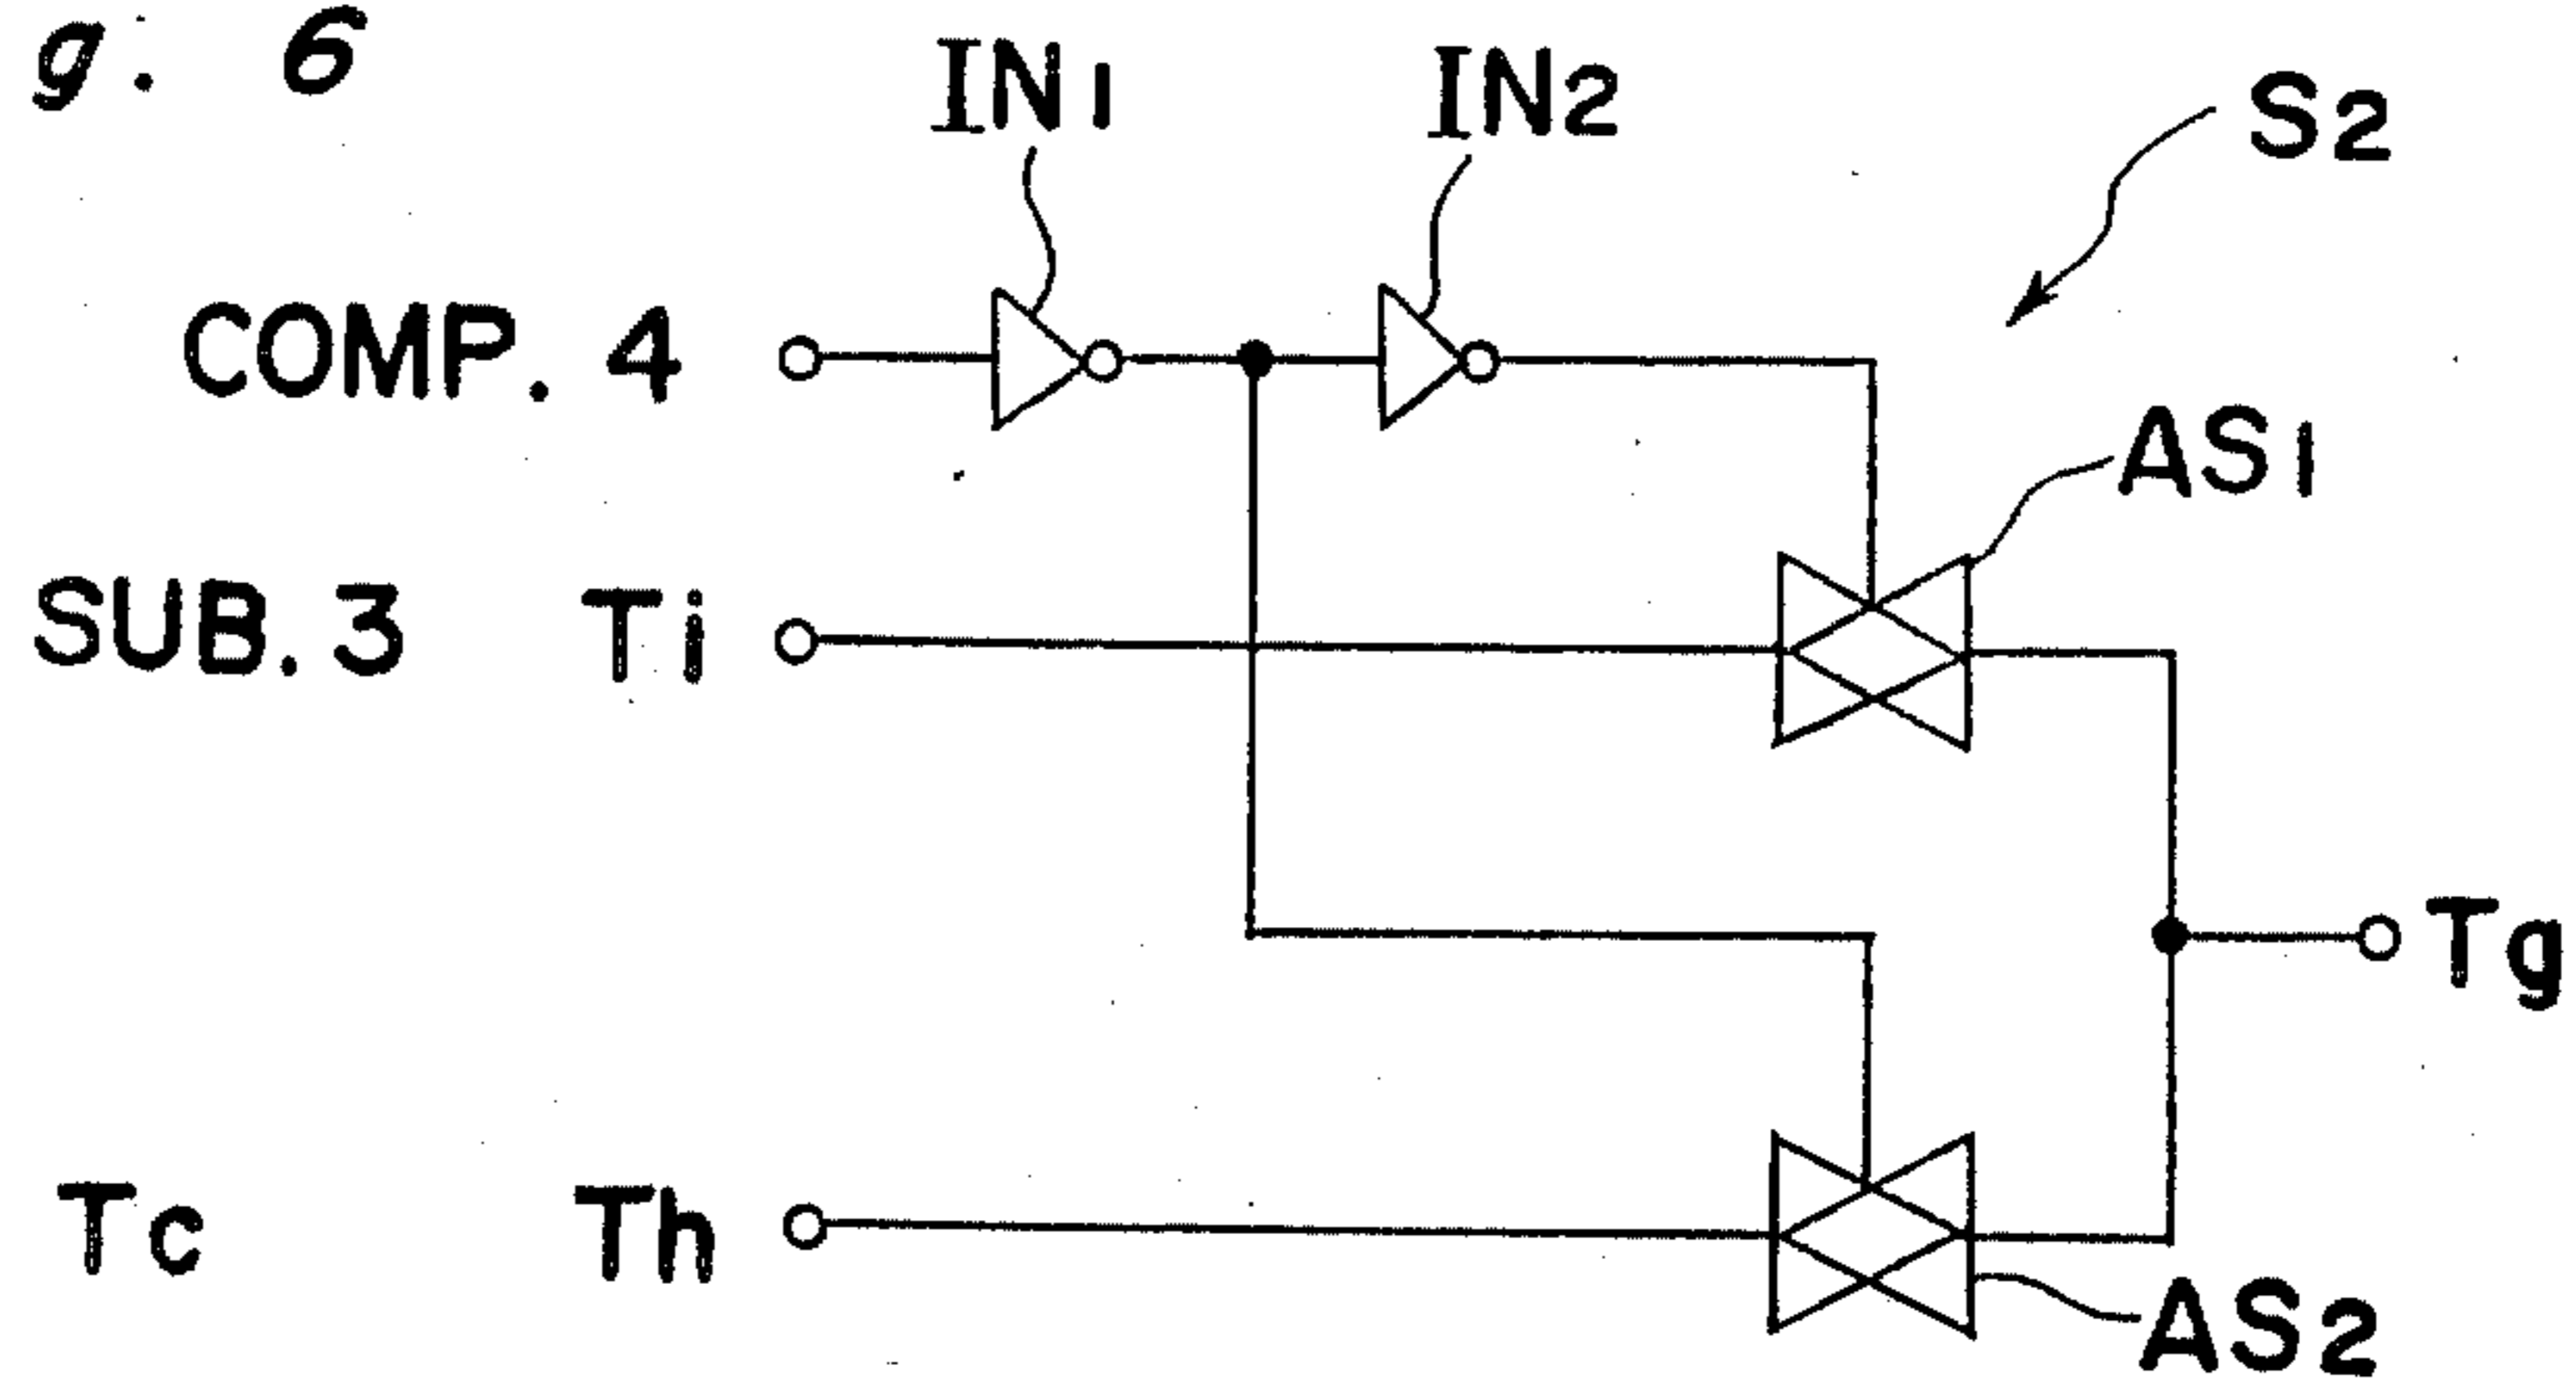 g. 6
IN1
IN2
S2
COMP. 4
AS1
SUB. 3 Ti
Tg
Tc Th
AS2